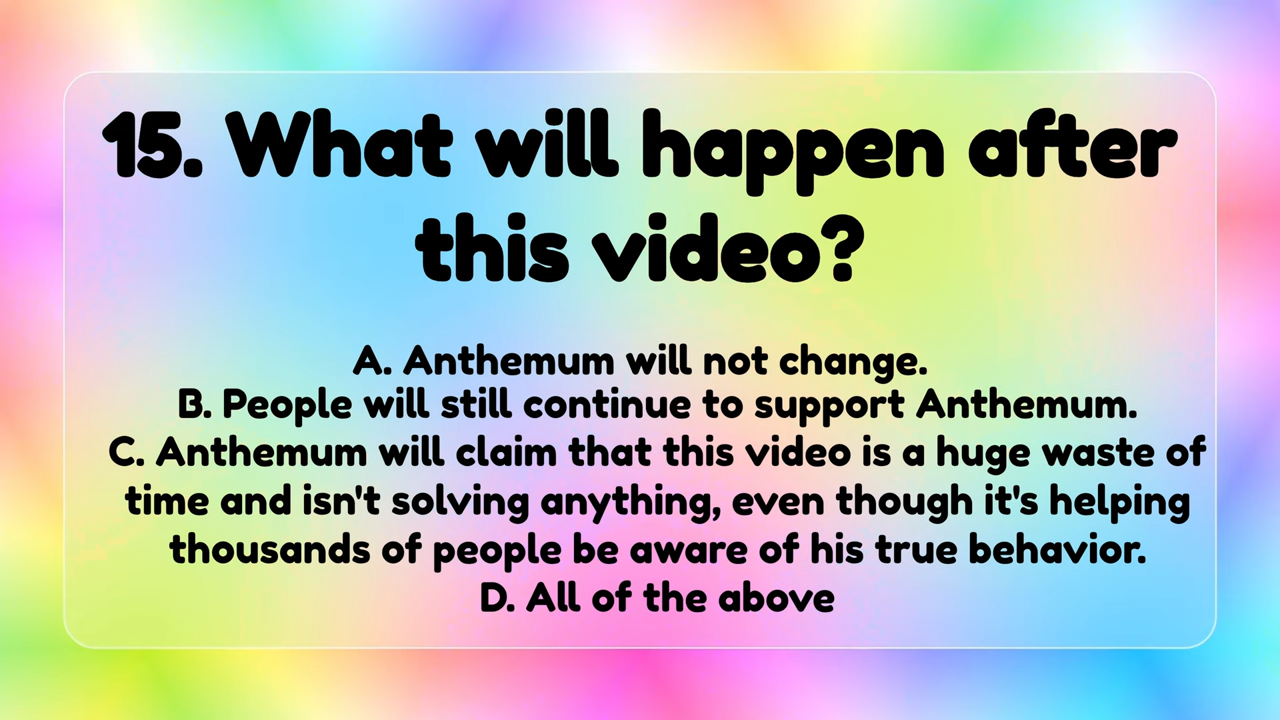 15. What will happen after
this video?
A. Anthemum will not change.
B. People will still continue to support Anthemum.
C. Anthemum will claim that this video is a huge waste of
time and isn't solving anything, even though it's helping
thousands of people be aware of his true behavior.
D. All of the above